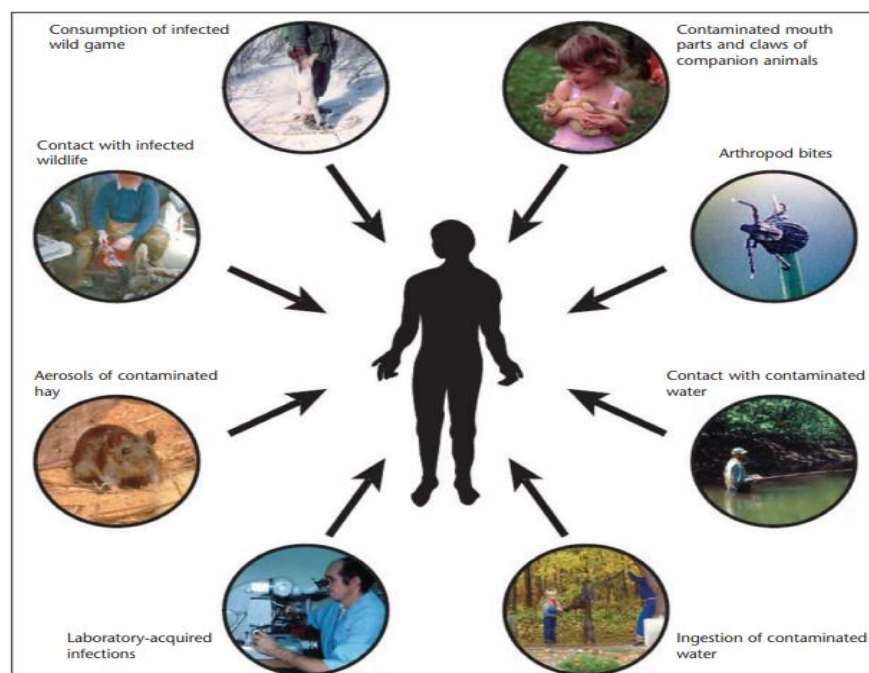 Consumption of infected
wild game
Contaminated mouth
parts and claws of
companion animals
Contact with infected
wildlife
Arthropod bites
Aerosols of contaminated
hay
Contact with contaminated
water
Laboratory-acquired
infections
Ingestion of contaminated
water